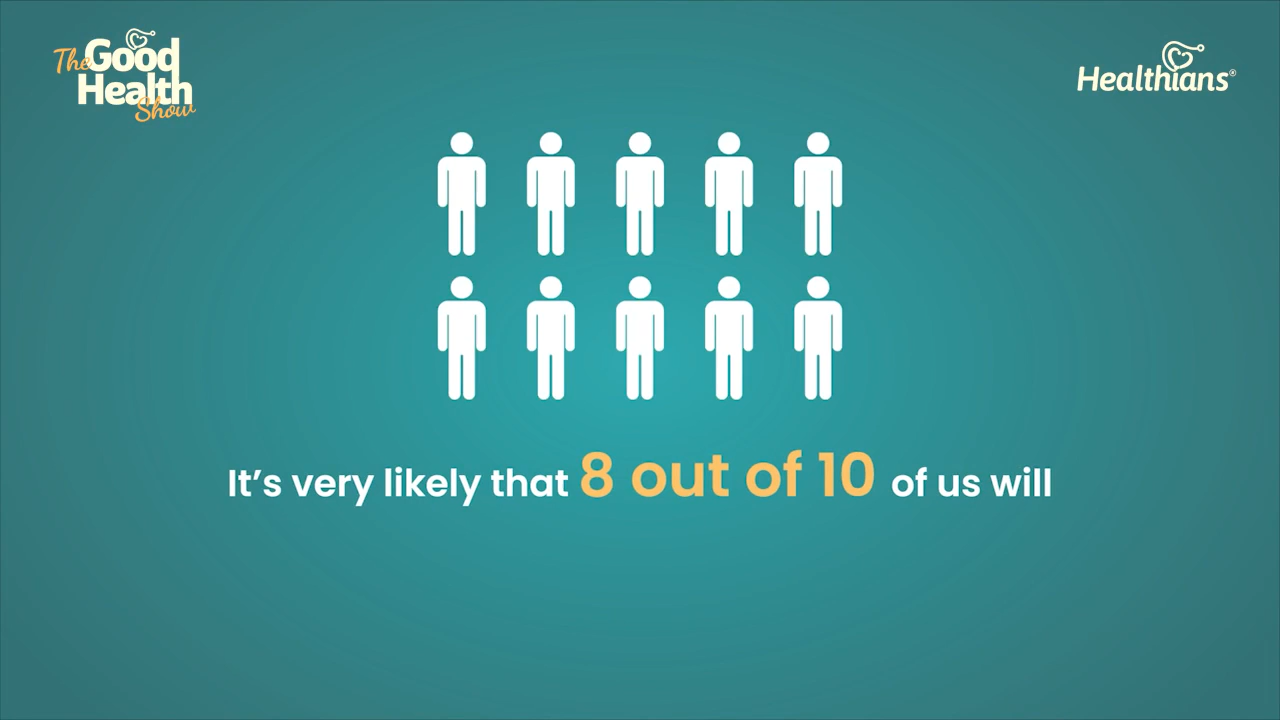 The Good
Health
Show
Healthians®
It's very likely that 8 out of 10 of us will